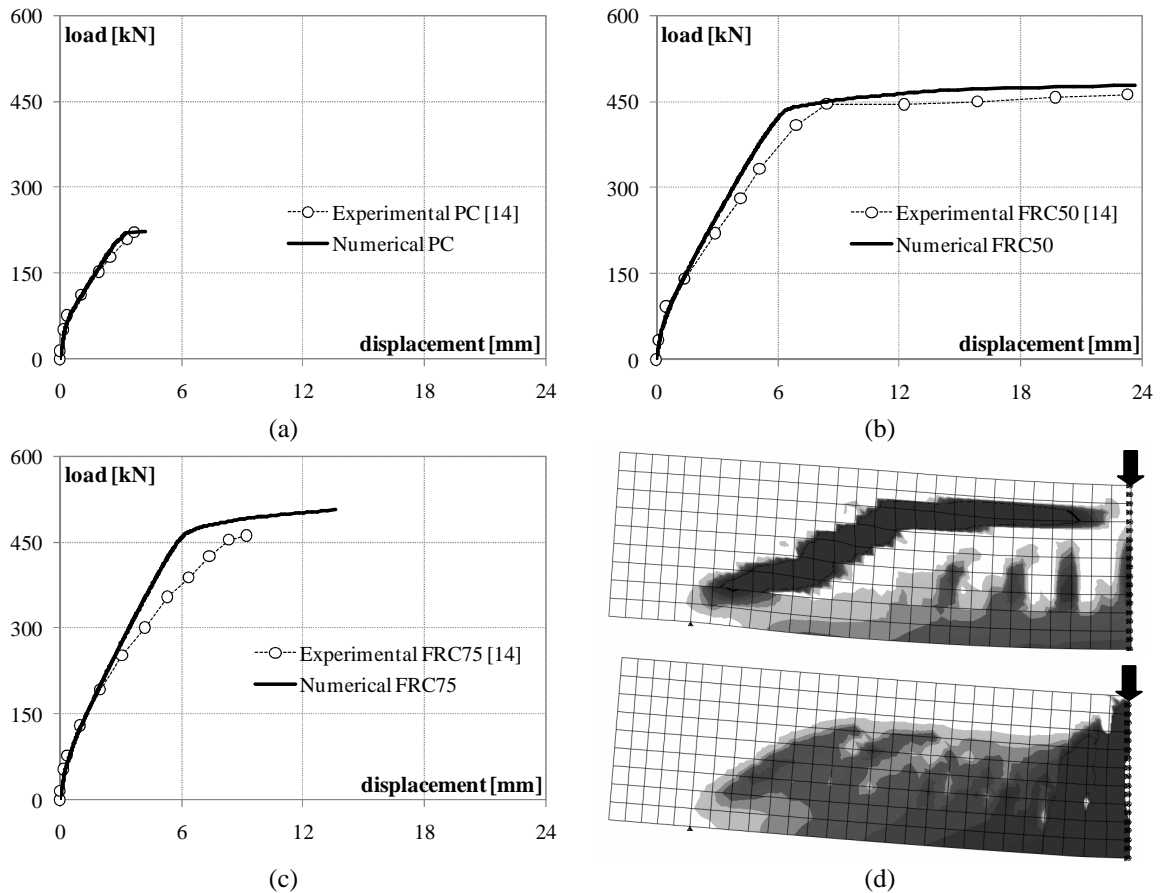 600
load [kN]
450
300
Experimental PC [14]
Numerical PC
150
displacement [mm]
0
0 6 12 18 24
(a)
600
load [kN]
450
300
Experimental FRC50 [14]
Numerical FRC50
150
displacement [mm]
0
0 6 12 18 24
(b)
600
load [kN]
450
300
Experimental FRC75 [14]
Numerical FRC75
150
displacement [mm]
0
0 6 12 18 24
(c)
(d)